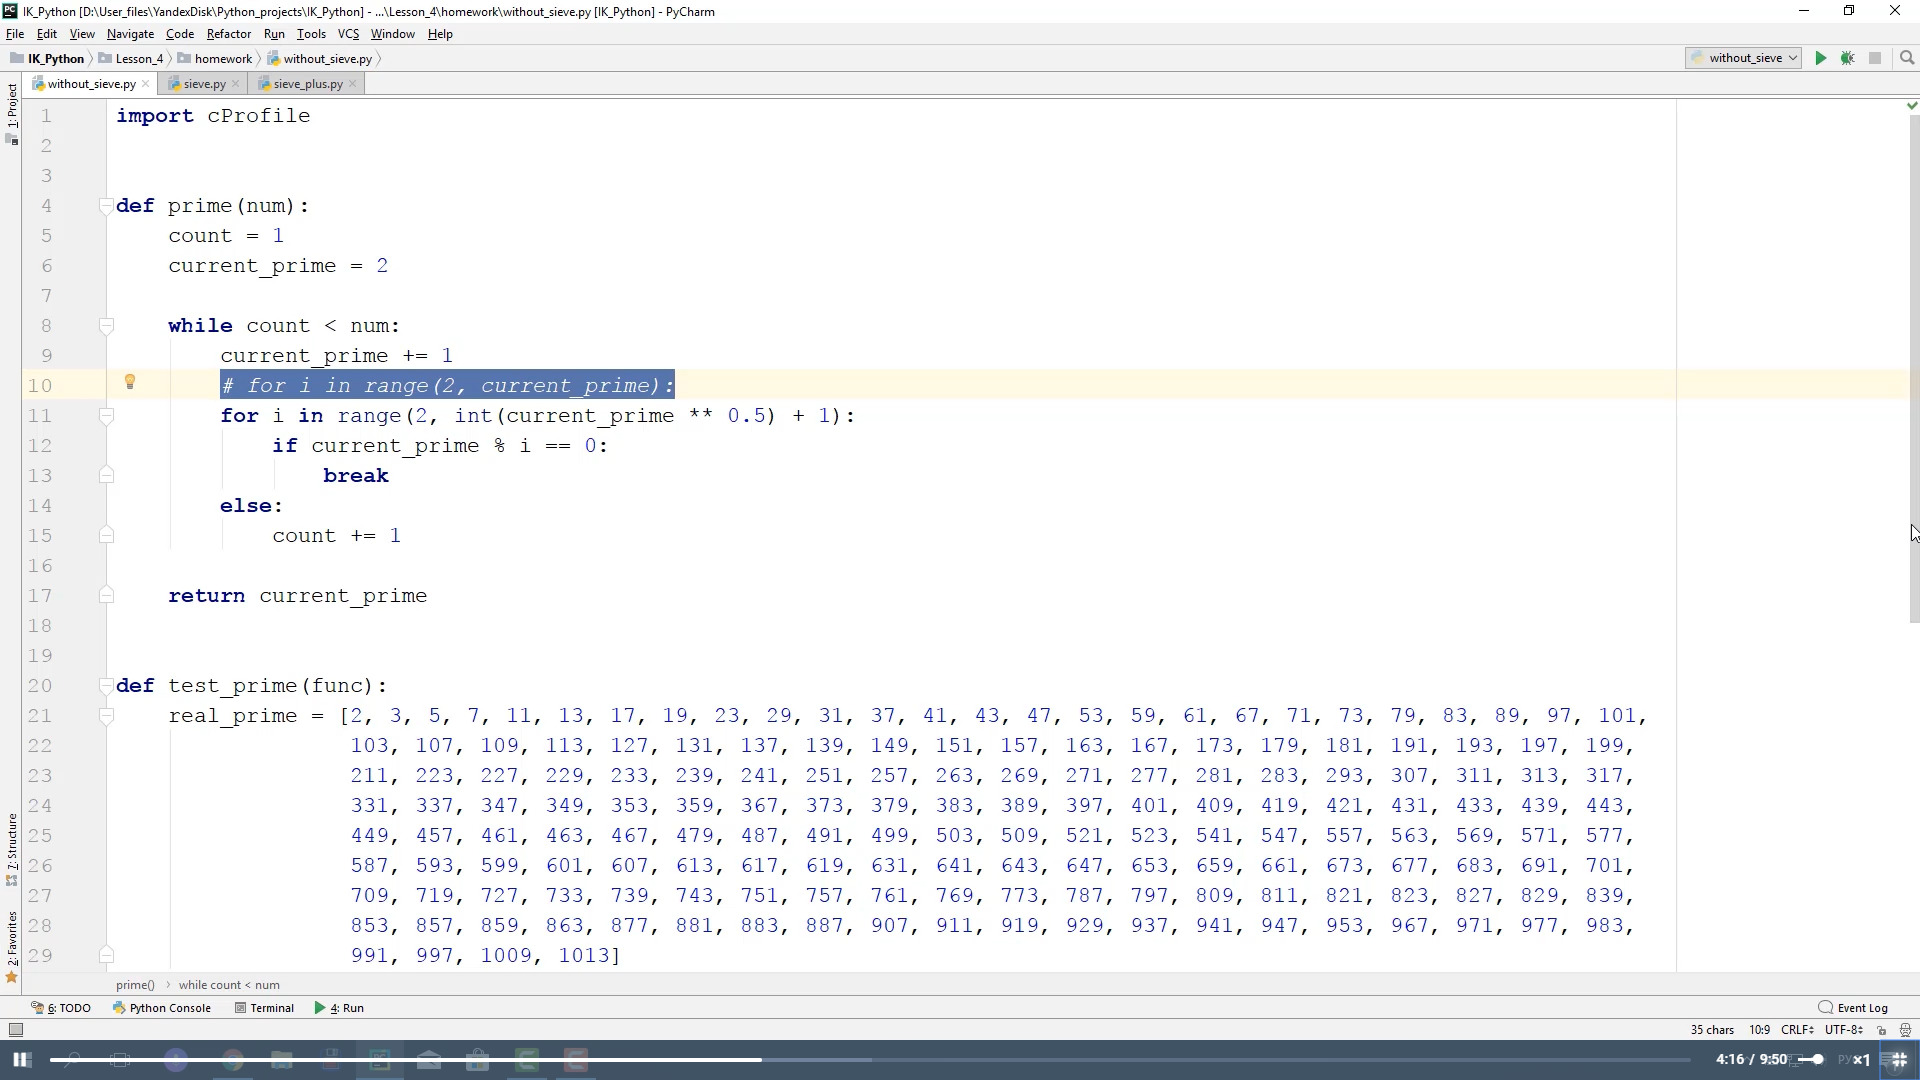 IK_Python [D:\User_files\YandexDisk\Python_projects\IK_Python] - ...\Lesson_4\homework\without_sieve.py [IK_Python] - PyCharm
File Edit View Navigate Code Refactor Run Tools VCS Window Help
IK_Python Lesson_4 homework without_sieve.py without_sieve
without_sieve.py sieve.py sieve_plus.py
1: Project
1 import cProfile
2
3
4 def prime(num):
5 count = 1
6 current_prime = 2
7
8 while count < num:
9 current_prime += 1
10 # for i in range(2, current_prime):
11 for i in range(2, int(current_prime ** 0.5) + 1):
12 if current_prime % i == 0:
13 break
14 else:
15 count += 1
16
17 return current_prime
18
19
20 def test_prime(func):
21 real_prime = [2, 3, 5, 7, 11, 13, 17, 19, 23, 29, 31, 37, 41, 43, 47, 53, 59, 61, 67, 71, 73, 79, 83, 89, 97, 101,
22 103, 107, 109, 113, 127, 131, 137, 139, 149, 151, 157, 163, 167, 173, 179, 181, 191, 193, 197, 199,
23 211, 223, 227, 229, 233, 239, 241, 251, 257, 263, 269, 271, 277, 281, 283, 293, 307, 311, 313, 317,
24 331, 337, 347, 349, 353, 359, 367, 373, 379, 383, 389, 397, 401, 409, 419, 421, 431, 433, 439, 443,
25 449, 457, 461, 463, 467, 479, 487, 491, 499, 503, 509, 521, 523, 541, 547, 557, 563, 569, 571, 577,
26 587, 593, 599, 601, 607, 613, 617, 619, 631, 641, 643, 647, 653, 659, 661, 673, 677, 683, 691, 701,
27 709, 719, 727, 733, 739, 743, 751, 757, 761, 769, 773, 787, 797, 809, 811, 821, 823, 827, 829, 839,
28 853, 857, 859, 863, 877, 881, 883, 887, 907, 911, 919, 929, 937, 941, 947, 953, 967, 971, 977, 983,
29 991, 997, 1009, 1013]
7: Structure
2: Favorites
prime() while count < num
6: TODO Python Console Terminal 4: Run Event Log
35 chars 10:9 CRLF UTF-8
4:16 / 9:50 ×1